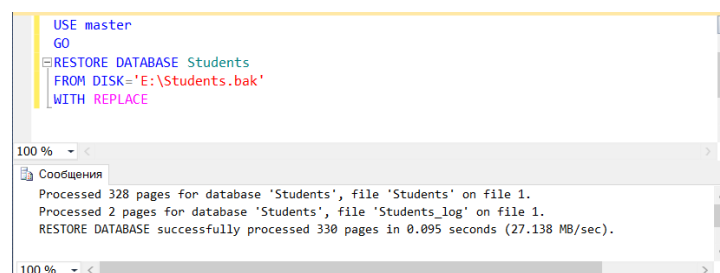 USE master
GO
RESTORE DATABASE Students
FROM DISK='E:\Students.bak'
WITH REPLACE
100 %
Сообщения
Processed 328 pages for database 'Students', file 'Students' on file 1.
Processed 2 pages for database 'Students', file 'Students_log' on file 1.
RESTORE DATABASE successfully processed 330 pages in 0.095 seconds (27.138 MB/sec).
100 %